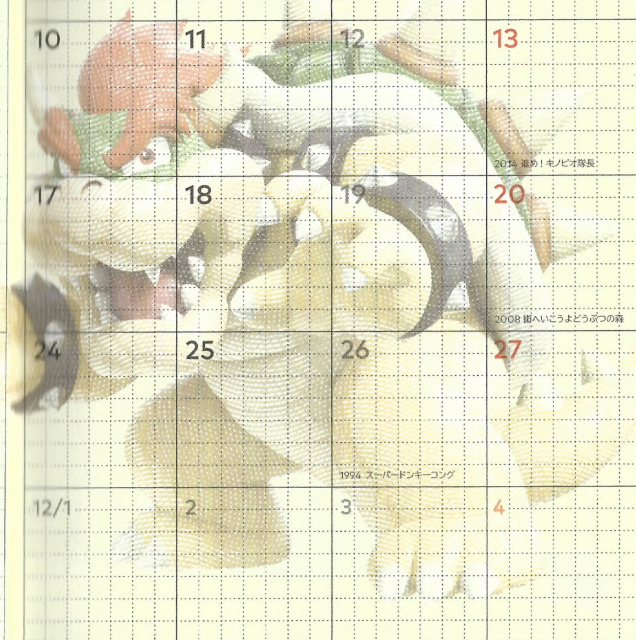 10 11 12 13
2014 進め！キノピオ隊長
17 18 19 20
2008 街へいこうよどうぶつの森
24 25 26 27
1994 スーパードンキーコング
12/1 2 3 4